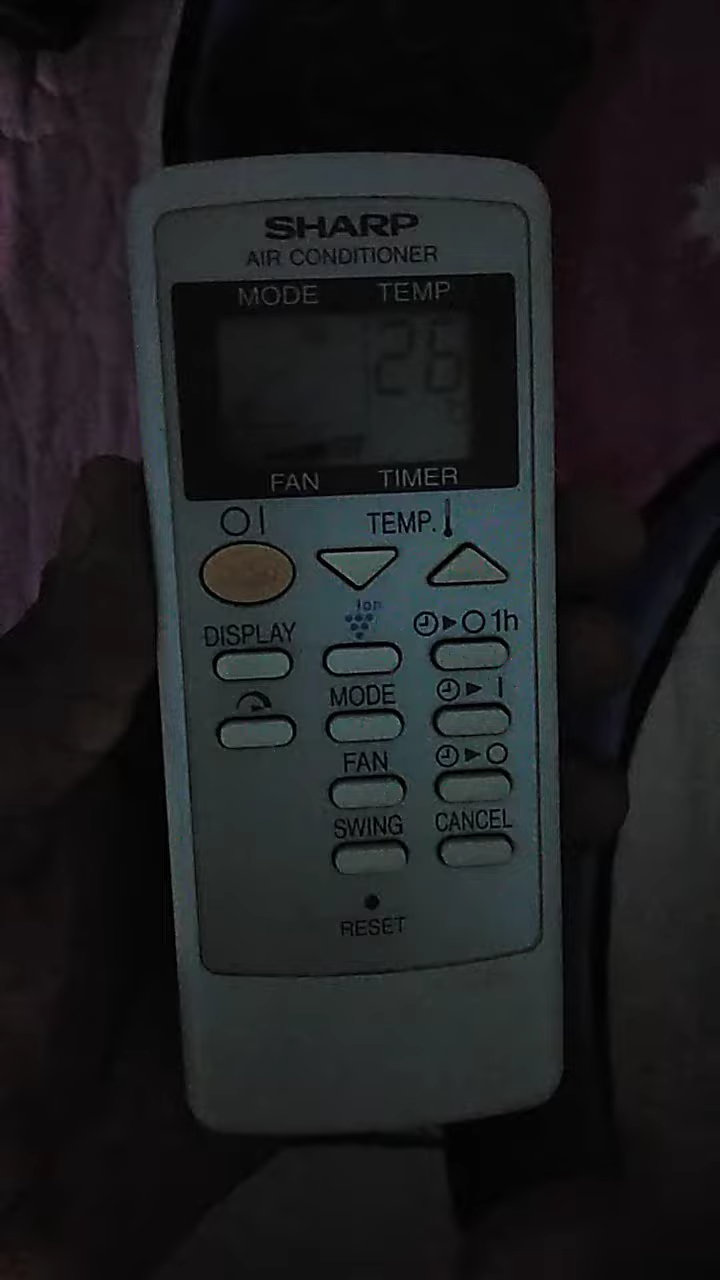 SHARP
AIR CONDITIONER
MODE TEMP
26
FAN TIMER
TEMP.
DISPLAY
Ion
1h
MODE
FAN
SWING CANCEL
RESET